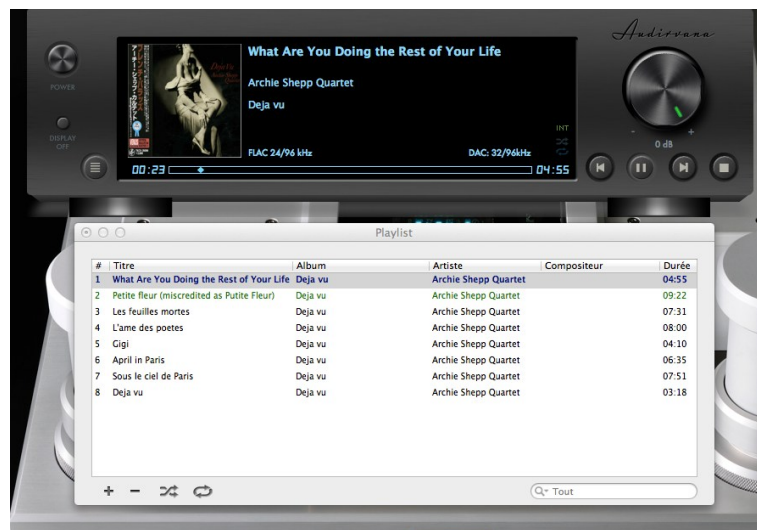 Audirvana
What Are You Doing the Rest of Your Life
Archie Shepp Quartet
Deja vu
POWER
DISPLAY
OFF
INT
FLAC 24/96 kHz
DAC: 32/96kHz
- +
0 dB
00:23
04:55
Playlist
# Titre Album Artiste Compositeur Durée
1 What Are You Doing the Rest of Your Life Deja vu Archie Shepp Quartet 04:55
2 Petite fleur (miscredited as Putite Fleur) Deja vu Archie Shepp Quartet 09:22
3 Les feuilles mortes Deja vu Archie Shepp Quartet 07:31
4 L'ame des poetes Deja vu Archie Shepp Quartet 08:00
5 Gigi Deja vu Archie Shepp Quartet 04:10
6 April in Paris Deja vu Archie Shepp Quartet 06:35
7 Sous le ciel de Paris Deja vu Archie Shepp Quartet 07:51
8 Deja vu Deja vu Archie Shepp Quartet 03:18
+ -
Tout